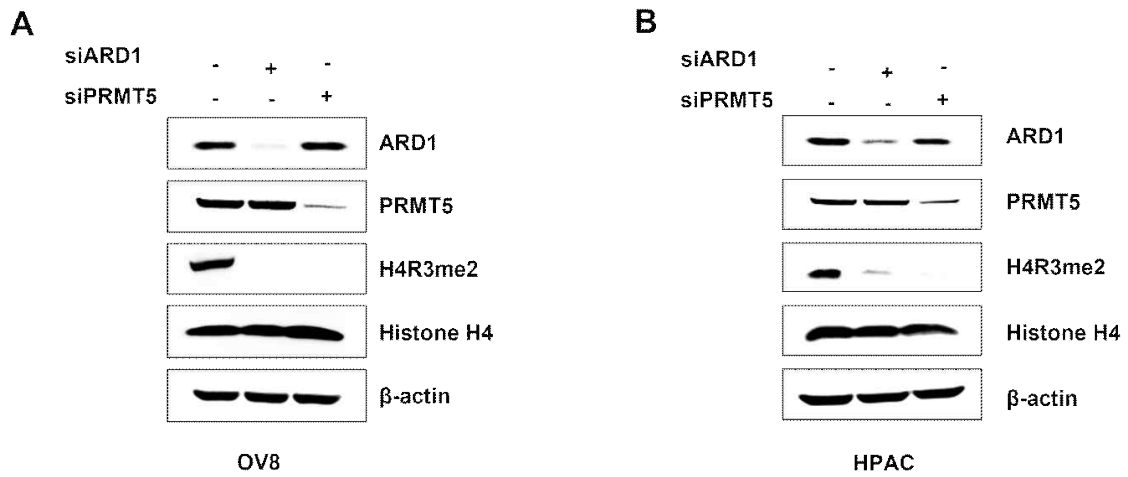 A
siARD1 - + -
siPRMT5 - - +
ARD1
PRMT5
H4R3me2
Histone H4
β-actin
OV8
B
siARD1 - + -
siPRMT5 - - +
ARD1
PRMT5
H4R3me2
Histone H4
β-actin
HPAC